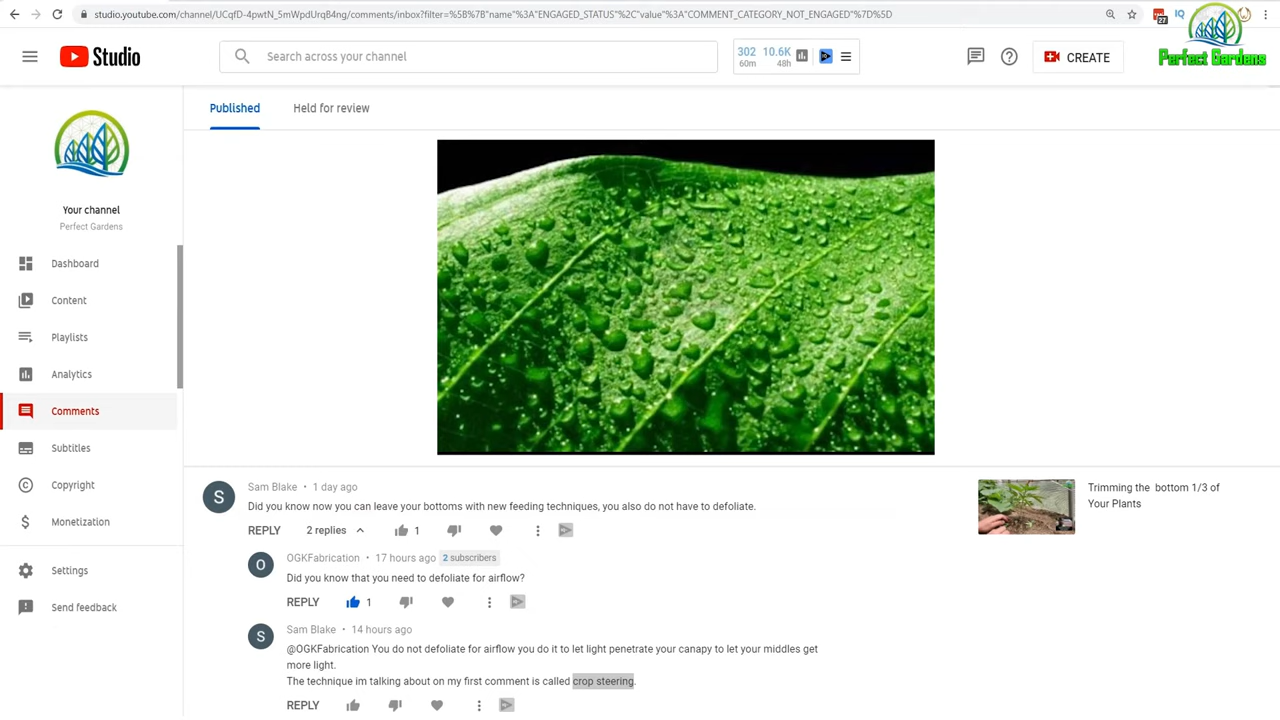 studio.youtube.com/channel/UCqfD-4pwtN_5mWpdUrqB4ng/comments/inbox?filter=%5B%7B"name"%3A"ENGAGED_STATUS"%2C"value"%3A"COMMENT_CATEGORY_NOT_ENGAGED"%7D%5D
27
IQ
Studio
Search across your channel
302 10.6K
60m 48h
CREATE
Perfect Gardens
Published
Held for review
Your channel
Perfect Gardens
Dashboard
Content
Playlists
Analytics
Comments
Subtitles
Copyright
Monetization
Settings
Send feedback
S
Sam Blake • 1 day ago
Did you know now you can leave your bottoms with new feeding techniques, you also do not have to defoliate.
REPLY 2 replies 1
Trimming the bottom 1/3 of
Your Plants
O
OGKFabrication • 17 hours ago 2 subscribers
Did you know that you need to defoliate for airflow?
REPLY 1
S
Sam Blake • 14 hours ago
@OGKFabrication You do not defoliate for airflow you do it to let light penetrate your canapy to let your middles get
more light.
The technique im talking about on my first comment is called crop steering.
REPLY